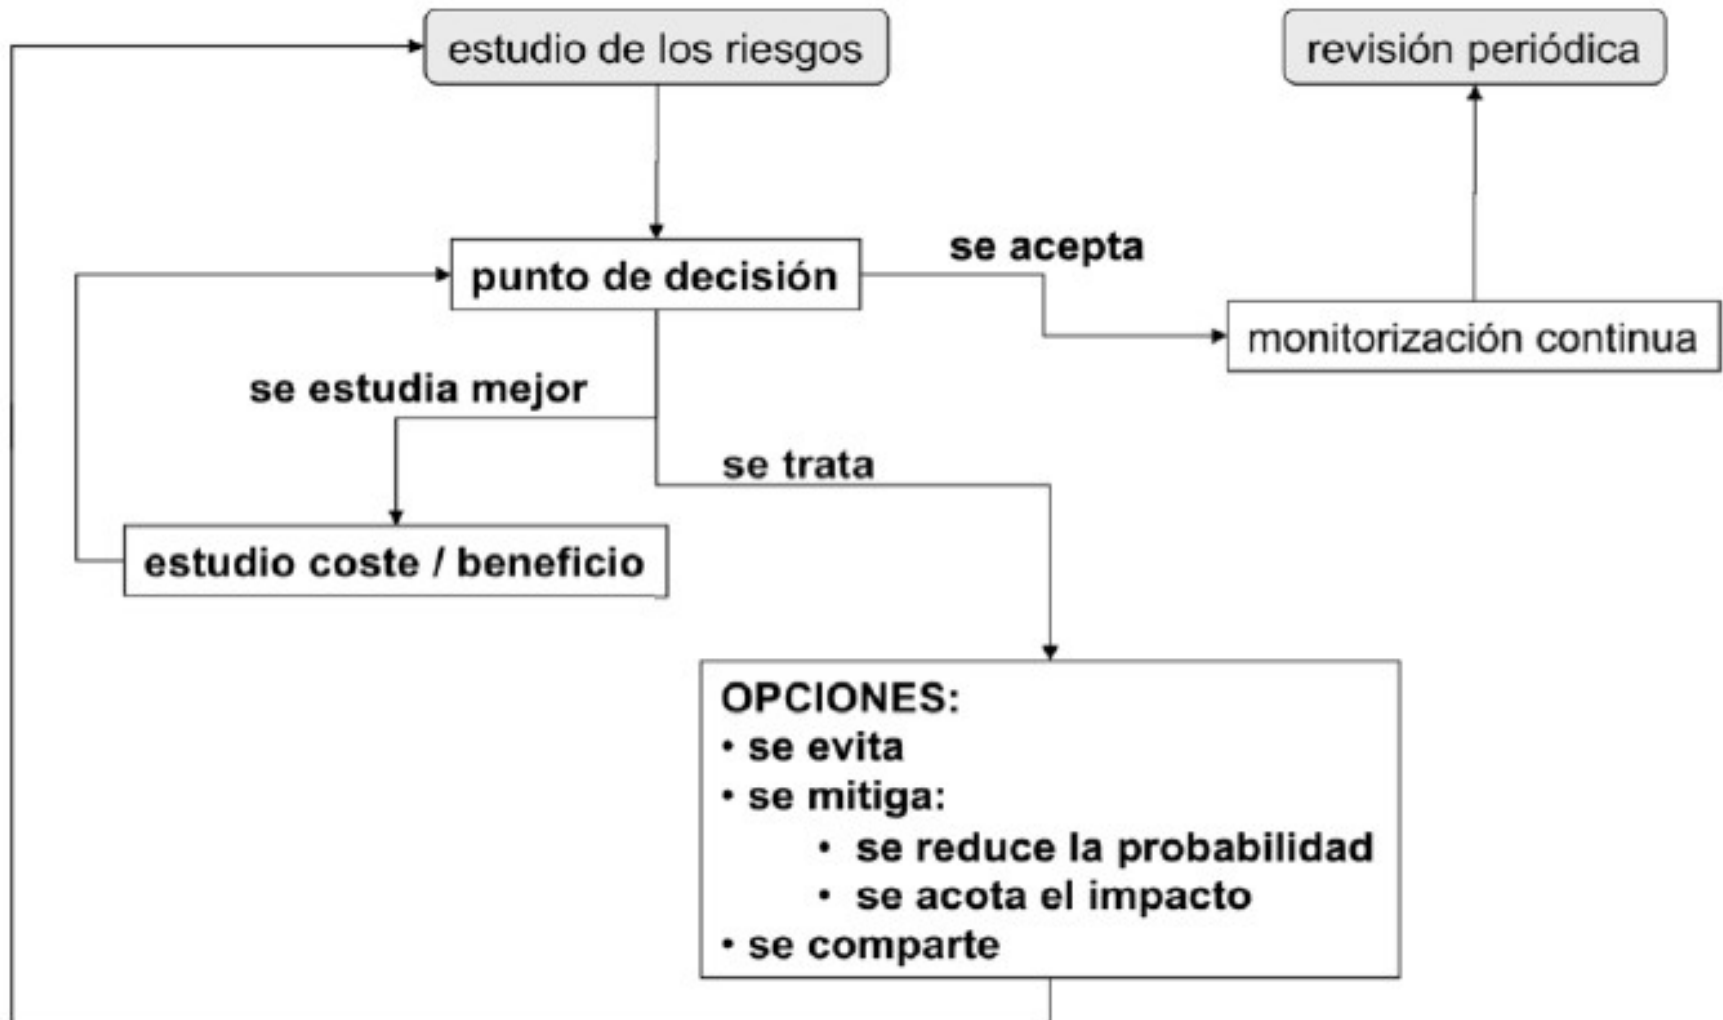 estudio de los riesgos
revisión periódica
se acepta
punto de decisión
monitorización continua
se estudia mejor
se trata
estudio coste / beneficio
OPCIONES:
• se evita
• se mitiga:
• se reduce la probabilidad
• se acota el impacto
• se comparte